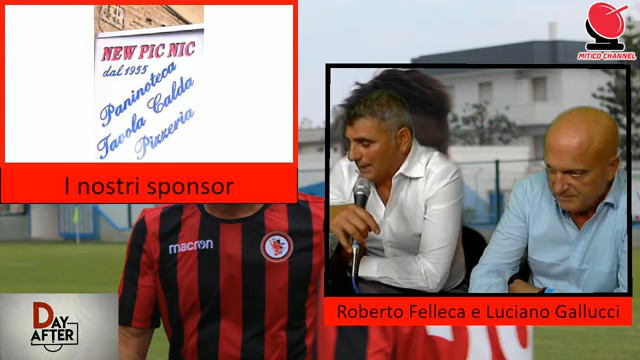 NEW PIC NIC
dal 1955
Paninoteca
Tavola Calda
Pizzeria
I nostri sponsor
MITICO CHANNEL
macron
Roberto Felleca e Luciano Gallucci
DAY
AFTER